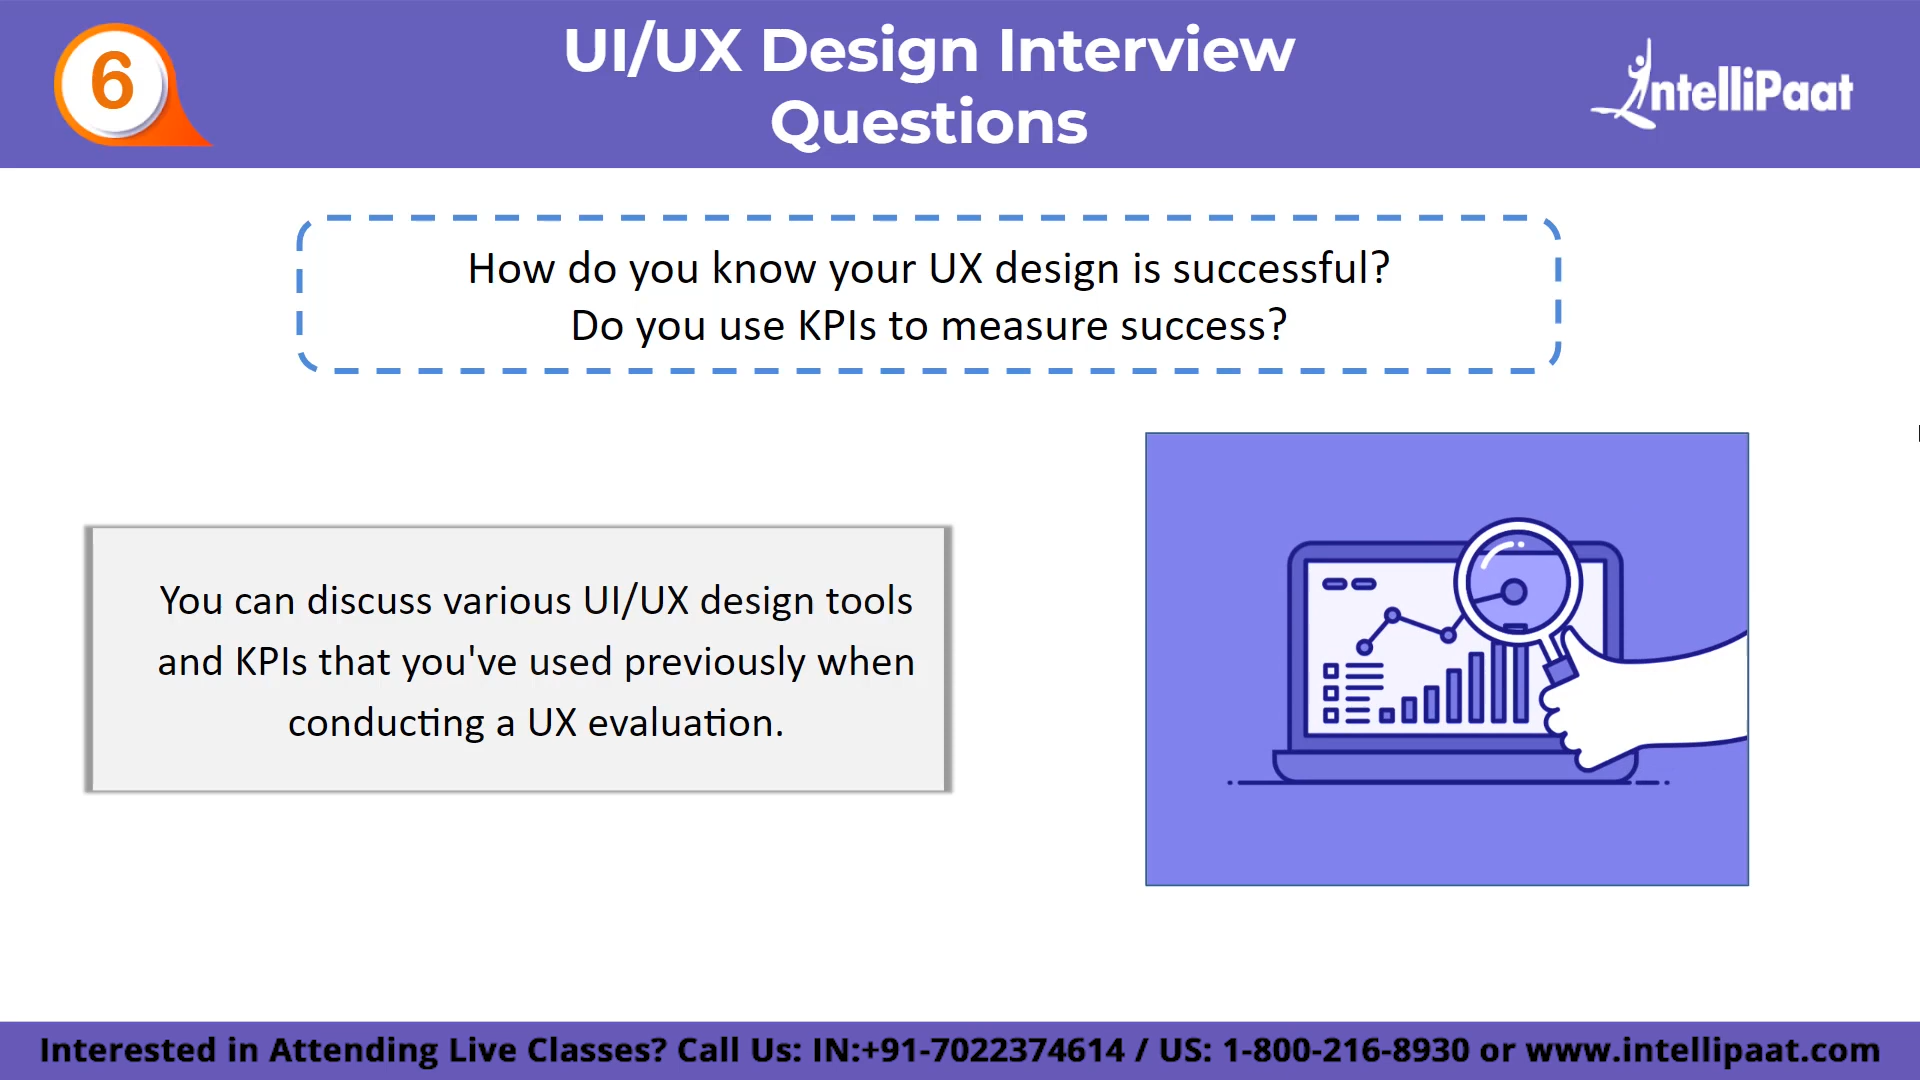 6
UI/UX Design Interview
Questions
IntelliPaat
How do you know your UX design is successful?
Do you use KPIs to measure success?
You can discuss various UI/UX design tools
and KPIs that you've used previously when
conducting a UX evaluation.
Interested in Attending Live Classes? Call Us: IN:+91-7022374614 / US: 1-800-216-8930 or www.intellipaat.com